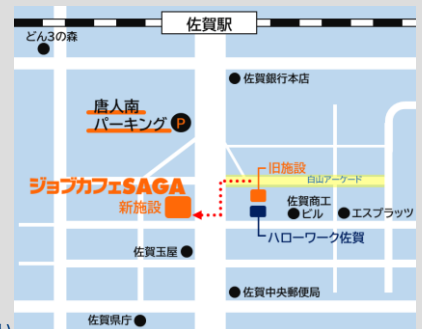 佐賀駅
どん3の森
佐賀銀行本店
唐人南
パーキング P
旧施設
白山アーケード
ジョブカフェSAGA
新施設
佐賀商工
ビル
エスプラッツ
ハローワーク佐賀
佐賀玉屋
佐賀中央郵便局
佐賀県庁
い)